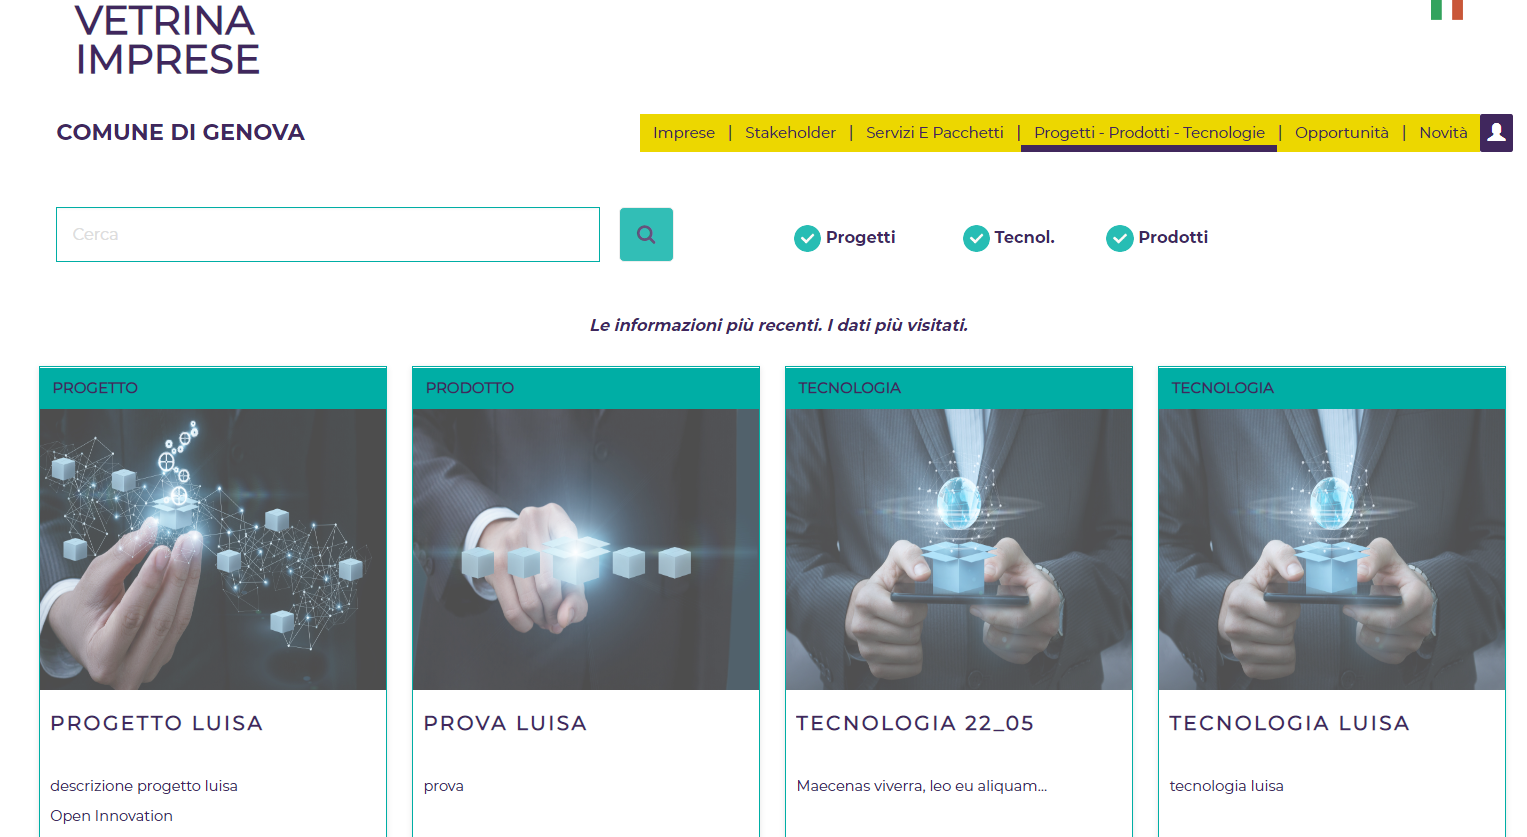 VETRINA
IMPRESE
COMUNE DI GENOVA
Imprese | Stakeholder | Servizi E Pacchetti | Progetti - Prodotti - Tecnologie | Opportunità | Novità
Cerca
Progetti Tecnol. Prodotti
Le informazioni più recenti. I dati più visitati.
PROGETTO
PROGETTO LUISA
descrizione progetto luisa
Open Innovation
PRODOTTO
PROVA LUISA
prova
TECNOLOGIA
TECNOLOGIA 22_05
Maecenas viverra, leo eu aliquam...
TECNOLOGIA
TECNOLOGIA LUISA
tecnologia luisa